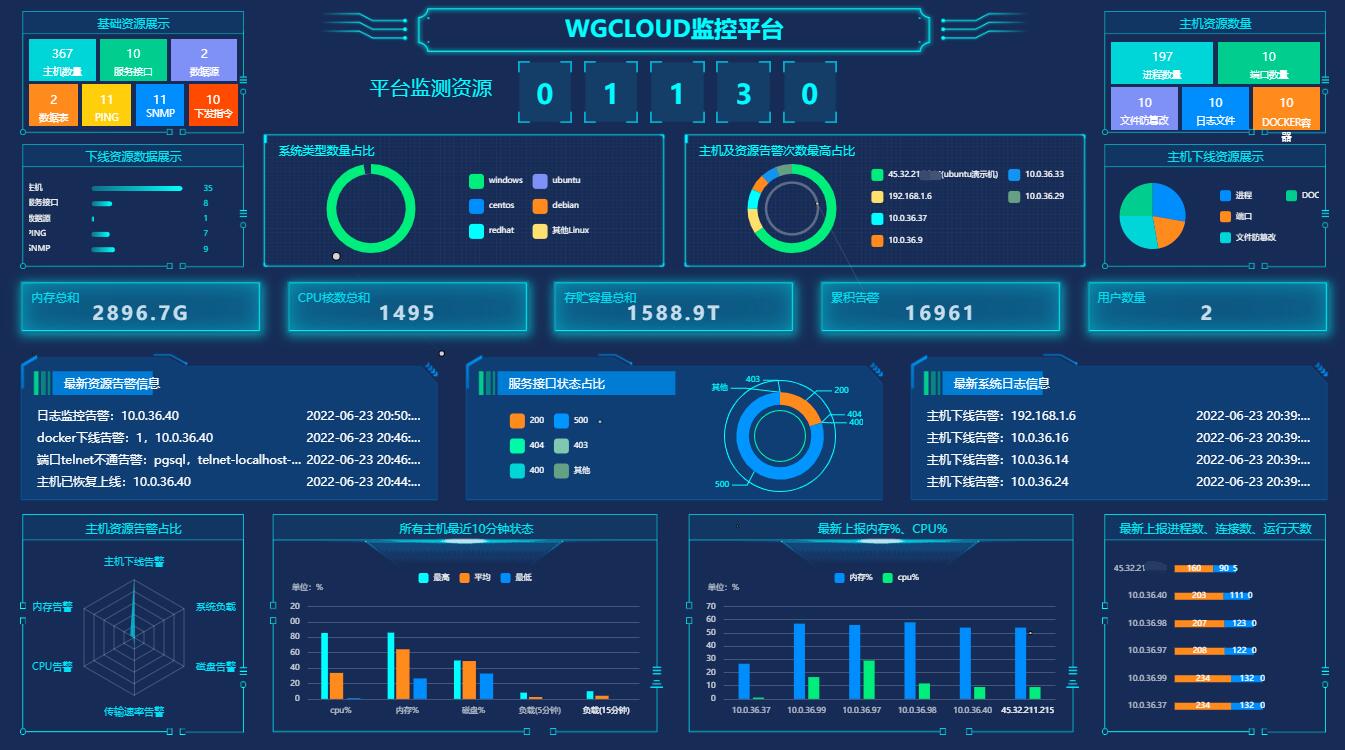 WGCLOUD监控平台
基础资源展示
367
主机数量
10
服务接口
2
数据源
2
数据表
11
PING
11
SNMP
10
下发指令
平台监测资源
0 1 1 3 0
主机资源数量
197
进程数量
10
端口数量
10
文件防篡改
10
日志文件
10
DOCKER容
器
下线资源数据展示
主机 35
服务接口 8
数据源 1
PING 7
SNMP 9
系统类型数量占比
windows ubuntu
centos debian
redhat 其他Linux
主机及资源告警次数最高占比
45.32.21 (ubuntu演示机) 10.0.36.33
192.168.1.6 10.0.36.29
10.0.36.37
10.0.36.9
主机下线资源展示
进程 DOC
端口
文件防篡改
内存总和
2896.7G
CPU核数总和
1495
存贮容量总和
1588.9T
累积告警
16961
用户数量
2
最新资源告警信息
日志监控告警：10.0.36.40 2022-06-23 20:50:...
docker下线告警：1，10.0.36.40 2022-06-23 20:46:...
端口telnet不通告警：pgsql，telnet-localhost-... 2022-06-23 20:46:...
主机已恢复上线：10.0.36.40 2022-06-23 20:44:...
服务接口状态占比
200 500
404 403
400 其他
403
其他
200
404
400
500
最新系统日志信息
主机下线告警：192.168.1.6 2022-06-23 20:39:...
主机下线告警：10.0.36.16 2022-06-23 20:39:...
主机下线告警：10.0.36.14 2022-06-23 20:39:...
主机下线告警：10.0.36.24 2022-06-23 20:39:...
主机资源告警占比
主机下线告警
内存告警 系统负载
CPU告警 磁盘告警
传输速率告警
所有主机最近10分钟状态
最高 平均 最低
单位：%
20
00
80
60
40
20
0
cpu% 内存% 磁盘% 负载(5分钟) 负载(15分钟)
最新上报内存%、CPU%
内存% cpu%
单位：%
70
60
50
40
30
20
10
0
10.0.36.37 10.0.36.99 10.0.36.97 10.0.36.98 10.0.36.40 45.32.211.215
最新上报进程数、连接数、运行天数
45.32.21 160 90 5
10.0.36.40 203 111 0
10.0.36.98 207 123 0
10.0.36.97 208 122 0
10.0.36.99 234 132 0
10.0.36.37 234 132 0